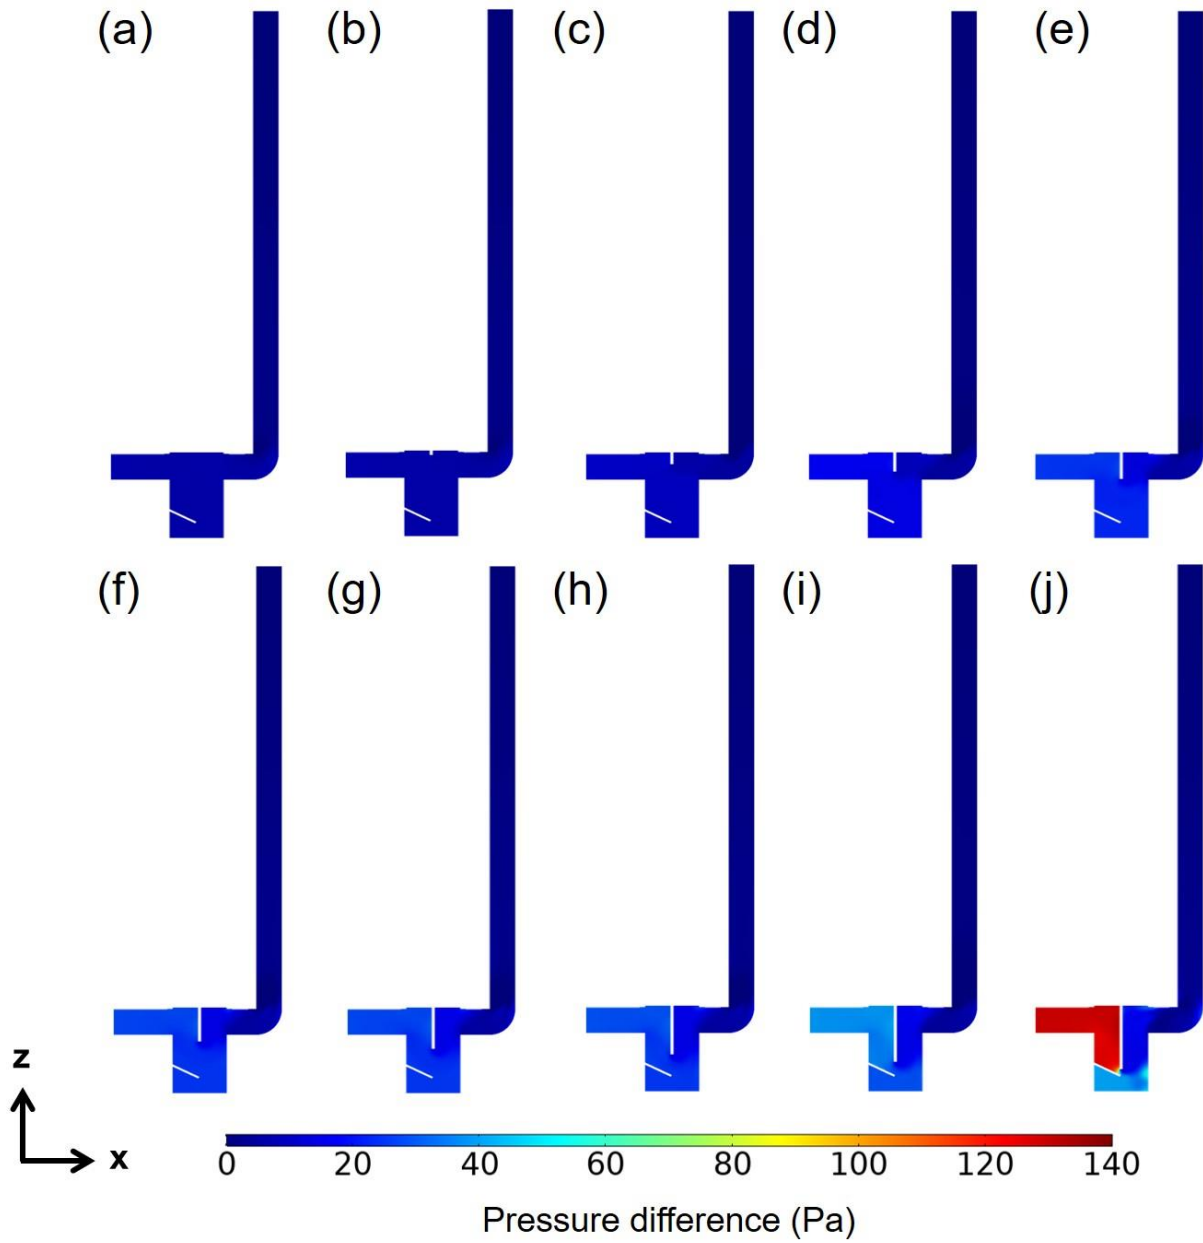 (a) (b) (c) (d) (e)
(f) (g) (h) (i) (j)
z
x
0 20 40 60 80 100 120 140
Pressure difference (Pa)